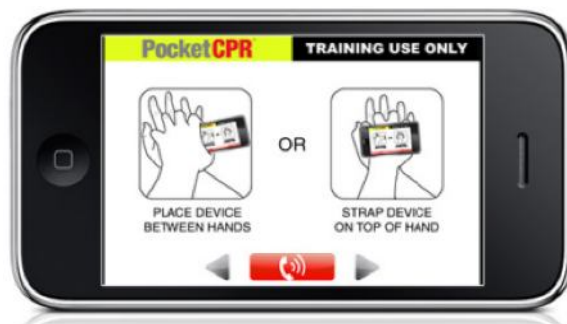 PocketCPR
TRAINING USE ONLY
OR
PLACE DEVICE
BETWEEN HANDS
STRAP DEVICE
ON TOP OF HAND